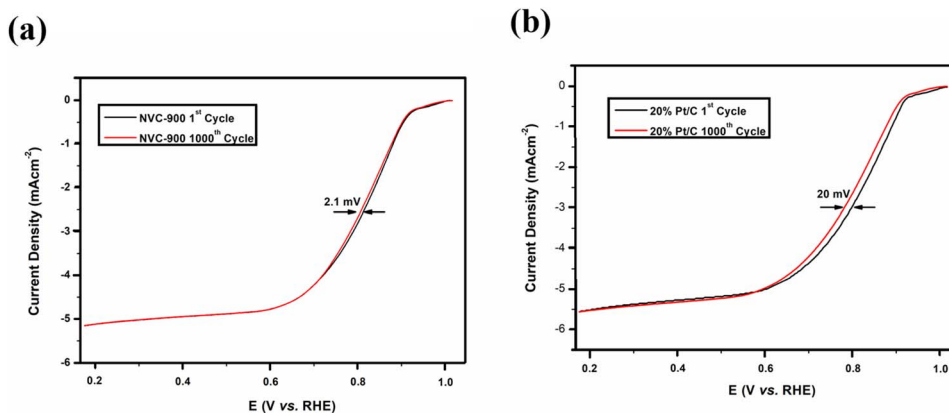 (a)
NVC-900 1st Cycle
NVC-900 1000th Cycle
2.1 mV
Current Density (mAcm-2)
0
-1
-2
-3
-4
-5
-6
0.2 0.4 0.6 0.8 1.0
E (V vs. RHE)
(b)
20% Pt/C 1st Cycle
20% Pt/C 1000th Cycle
20 mV
Current Density (mAcm-2)
0
-1
-2
-3
-4
-5
-6
0.2 0.4 0.6 0.8 1.0
E (V vs. RHE)